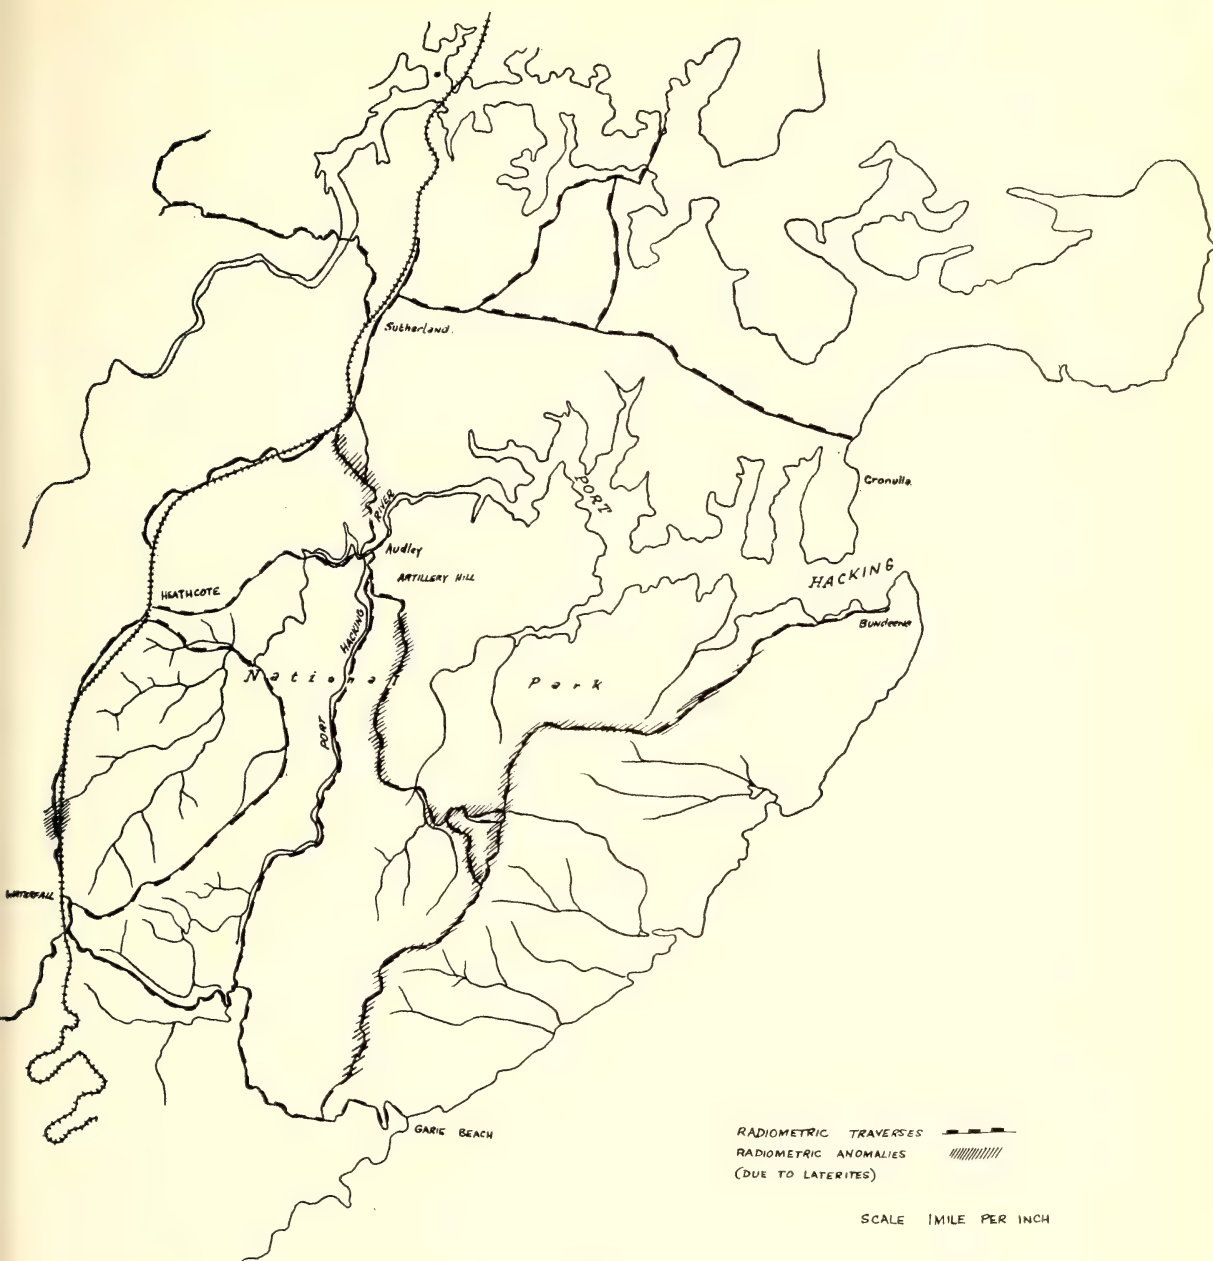 Sutherland.
Cronulla.
PORT
RIVER
Audley
ARTILLERY HILL
HACKING
HEATHCOTE
Bundeena
HACKING
National Park
PORT
WATERFALL
GARIE BEACH
RADIOMETRIC TRAVERSES
RADIOMETRIC ANOMALIES
(DUE TO LATERITES)
SCALE 1MILE PER INCH